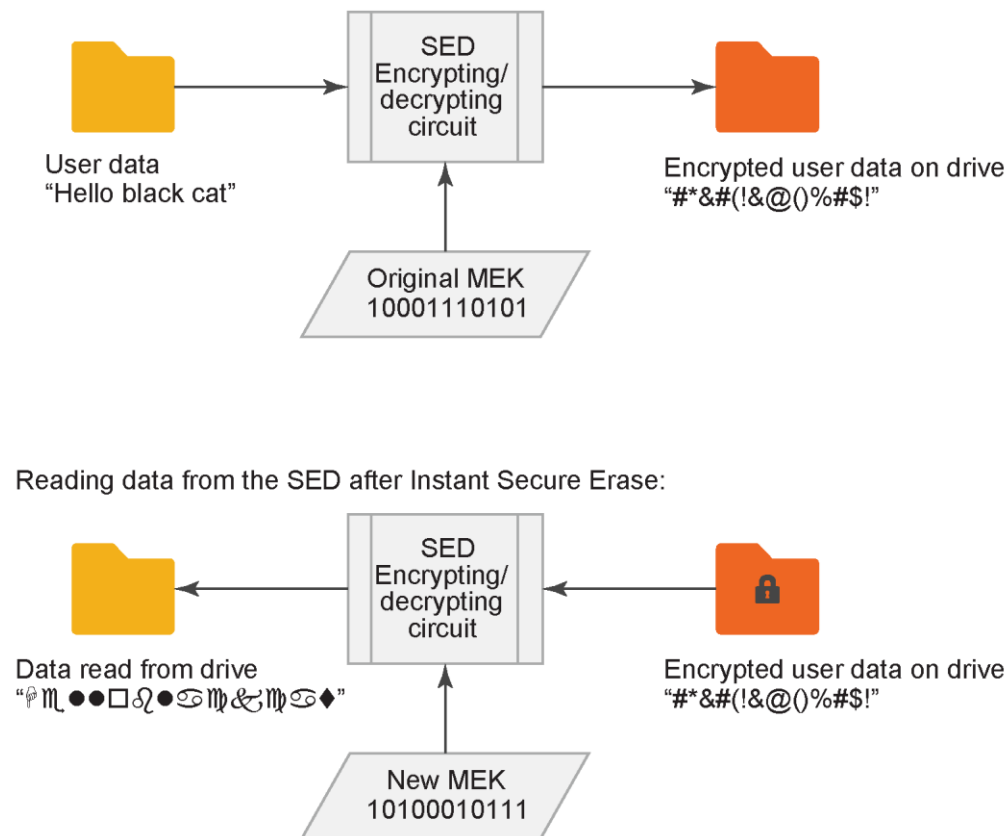 SED
Encrypting/
decrypting
circuit
User data
“Hello black cat”
Encrypted user data on drive
“#*&#(!&@()%#$!”
Original MEK
10001110101
Reading data from the SED after Instant Secure Erase:
SED
Encrypting/
decrypting
circuit
Data read from drive
“♏●●□♌●♋♍🙵♍♋⬧”
Encrypted user data on drive
“#*&#(!&@()%#$!”
New MEK
10100010111